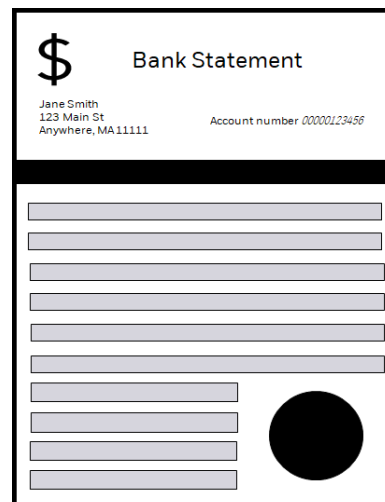 $
Bank Statement
Jane Smith
123 Main St
Anywhere, MA 11111
Account number 00000123456